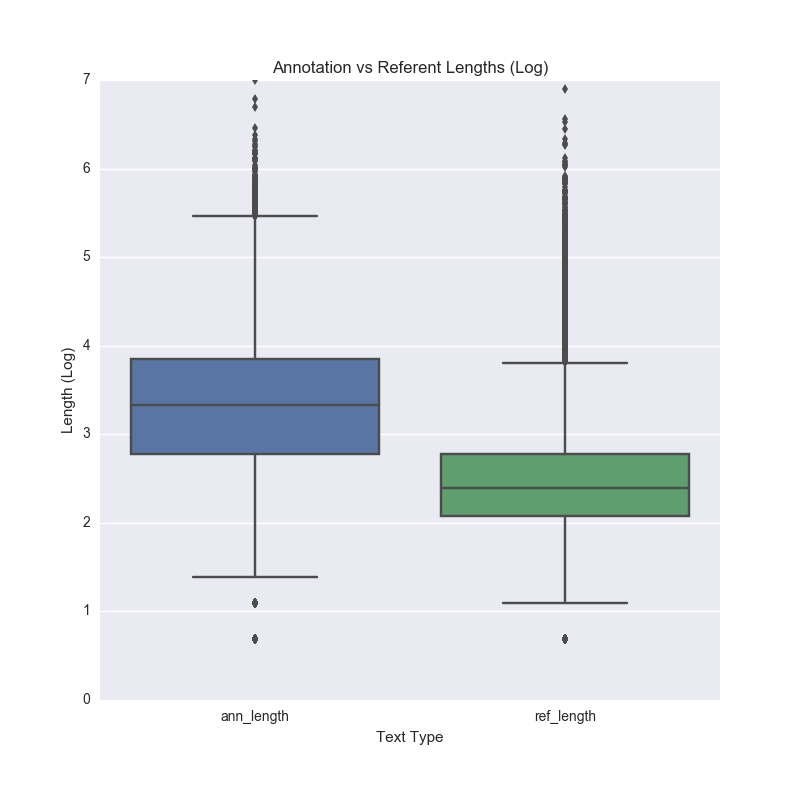 Annotation vs Referent Lengths (Log)
7
6
5
4
3
2
1
0
Length (Log)
ann_length
ref_length
Text Type